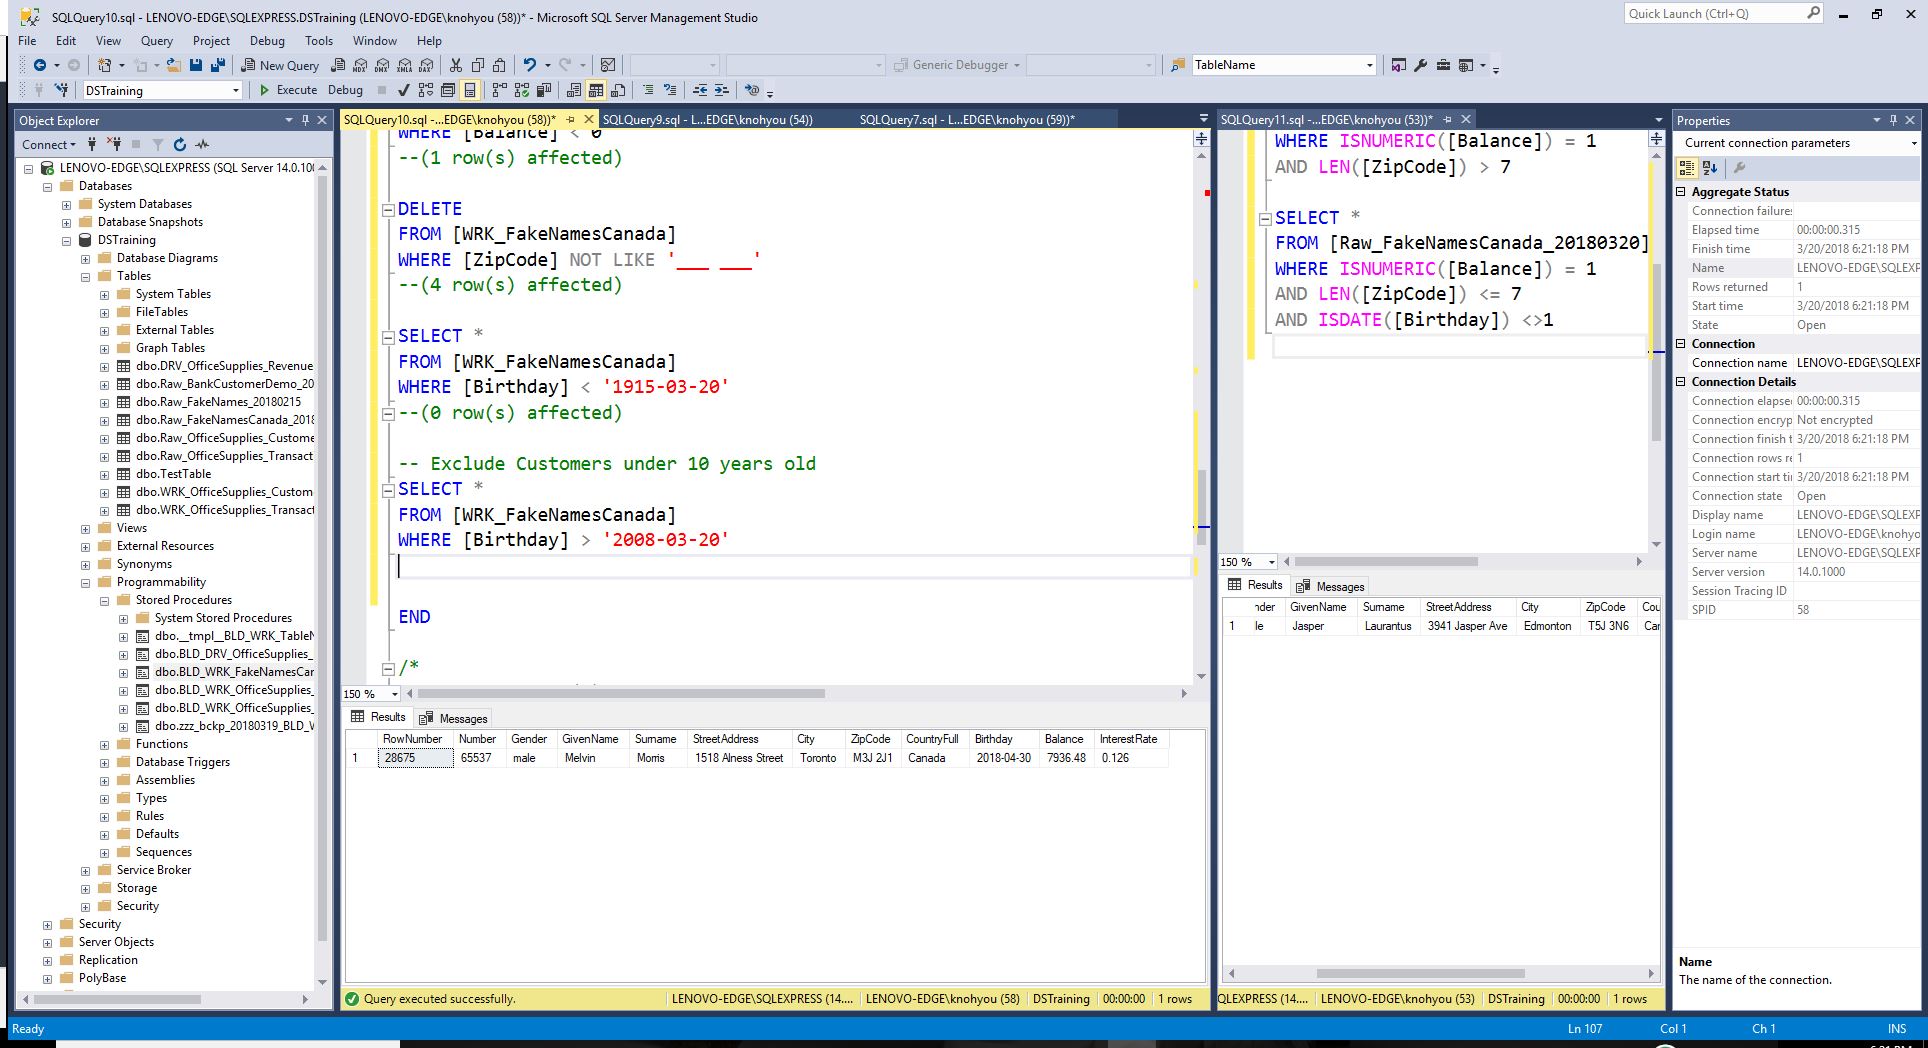 SQLQuery10.sql - LENOVO-EDGE\SQLEXPRESS.DSTraining (LENOVO-EDGE\knohyou (58))* - Microsoft SQL Server Management Studio
Quick Launch (Ctrl+Q)
File Edit View Query Project Debug Tools Window Help
New Query
MDX DMX XMLA DAX
Generic Debugger
TableName
DSTraining
Execute Debug
Object Explorer
Connect
LENOVO-EDGE\SQLEXPRESS (SQL Server 14.0.100
Databases
System Databases
Database Snapshots
DSTraining
Database Diagrams
Tables
System Tables
FileTables
External Tables
Graph Tables
dbo.DRV_OfficeSupplies_Revenue
dbo.Raw_BankCustomerDemo_20
dbo.Raw_FakeNames_20180215
dbo.Raw_FakeNamesCanada_2018
dbo.Raw_OfficeSupplies_Custome
dbo.Raw_OfficeSupplies_Transact
dbo.TestTable
dbo.WRK_OfficeSupplies_Custom
dbo.WRK_OfficeSupplies_Transact
Views
External Resources
Synonyms
Programmability
Stored Procedures
System Stored Procedures
dbo.__tmpl__BLD_WRK_TableN
dbo.BLD_DRV_OfficeSupplies_
dbo.BLD_WRK_FakeNamesCar
dbo.BLD_WRK_OfficeSupplies_
dbo.BLD_WRK_OfficeSupplies_
dbo.zzz_bckp_20180319_BLD_W
Functions
Database Triggers
Assemblies
Types
Rules
Defaults
Sequences
Service Broker
Storage
Security
Security
Server Objects
Replication
PolyBase
SQLQuery10.sql -...EDGE\knohyou (58))* SQLQuery9.sql - L...EDGE\knohyou (54)) SQLQuery7.sql - L...EDGE\knohyou (59))*
WHERE [Balance] < 0
--(1 row(s) affected)
DELETE
FROM [WRK_FakeNamesCanada]
WHERE [ZipCode] NOT LIKE '___ ___'
--(4 row(s) affected)
SELECT *
FROM [WRK_FakeNamesCanada]
WHERE [Birthday] < '1915-03-20'
--(0 row(s) affected)
-- Exclude Customers under 10 years old
SELECT *
FROM [WRK_FakeNamesCanada]
WHERE [Birthday] > '2008-03-20'
END
/*
150 %
Results Messages
RowNumber Number Gender GivenName Surname StreetAddress City ZipCode CountryFull Birthday Balance InterestRate
1 28675 65537 male Melvin Morris 1518 Alness Street Toronto M3J 2J1 Canada 2018-04-30 7936.48 0.126
Query executed successfully. LENOVO-EDGE\SQLEXPRESS (14.... LENOVO-EDGE\knohyou (58) DSTraining 00:00:00 1 rows
SQLQuery11.sql -...EDGE\knohyou (53))*
WHERE ISNUMERIC([Balance]) = 1
AND LEN([ZipCode]) > 7
SELECT *
FROM [Raw_FakeNamesCanada_20180320]
WHERE ISNUMERIC([Balance]) = 1
AND LEN([ZipCode]) <= 7
AND ISDATE([Birthday]) <>1
150 %
Results Messages
nder GivenName Surname StreetAddress City ZipCode Cou
1 le Jasper Laurantus 3941 Jasper Ave Edmonton T5J 3N6 Car
QLEXPRESS (14.... LENOVO-EDGE\knohyou (53) DSTraining 00:00:00 1 rows
Properties
Current connection parameters
Aggregate Status
Connection failures
Elapsed time 00:00:00.315
Finish time 3/20/2018 6:21:18 PM
Name LENOVO-EDGE\SQLEXP
Rows returned 1
Start time 3/20/2018 6:21:18 PM
State Open
Connection
Connection name LENOVO-EDGE\SQLEXP
Connection Details
Connection elapse 00:00:00.315
Connection encryp Not encrypted
Connection finish t 3/20/2018 6:21:18 PM
Connection rows re 1
Connection start tir 3/20/2018 6:21:18 PM
Connection state Open
Display name LENOVO-EDGE\SQLEXP
Login name LENOVO-EDGE\knohyo
Server name LENOVO-EDGE\SQLEXP
Server version 14.0.1000
Session Tracing ID
SPID 58
Name
The name of the connection.
Ready Ln 107 Col 1 Ch 1 INS